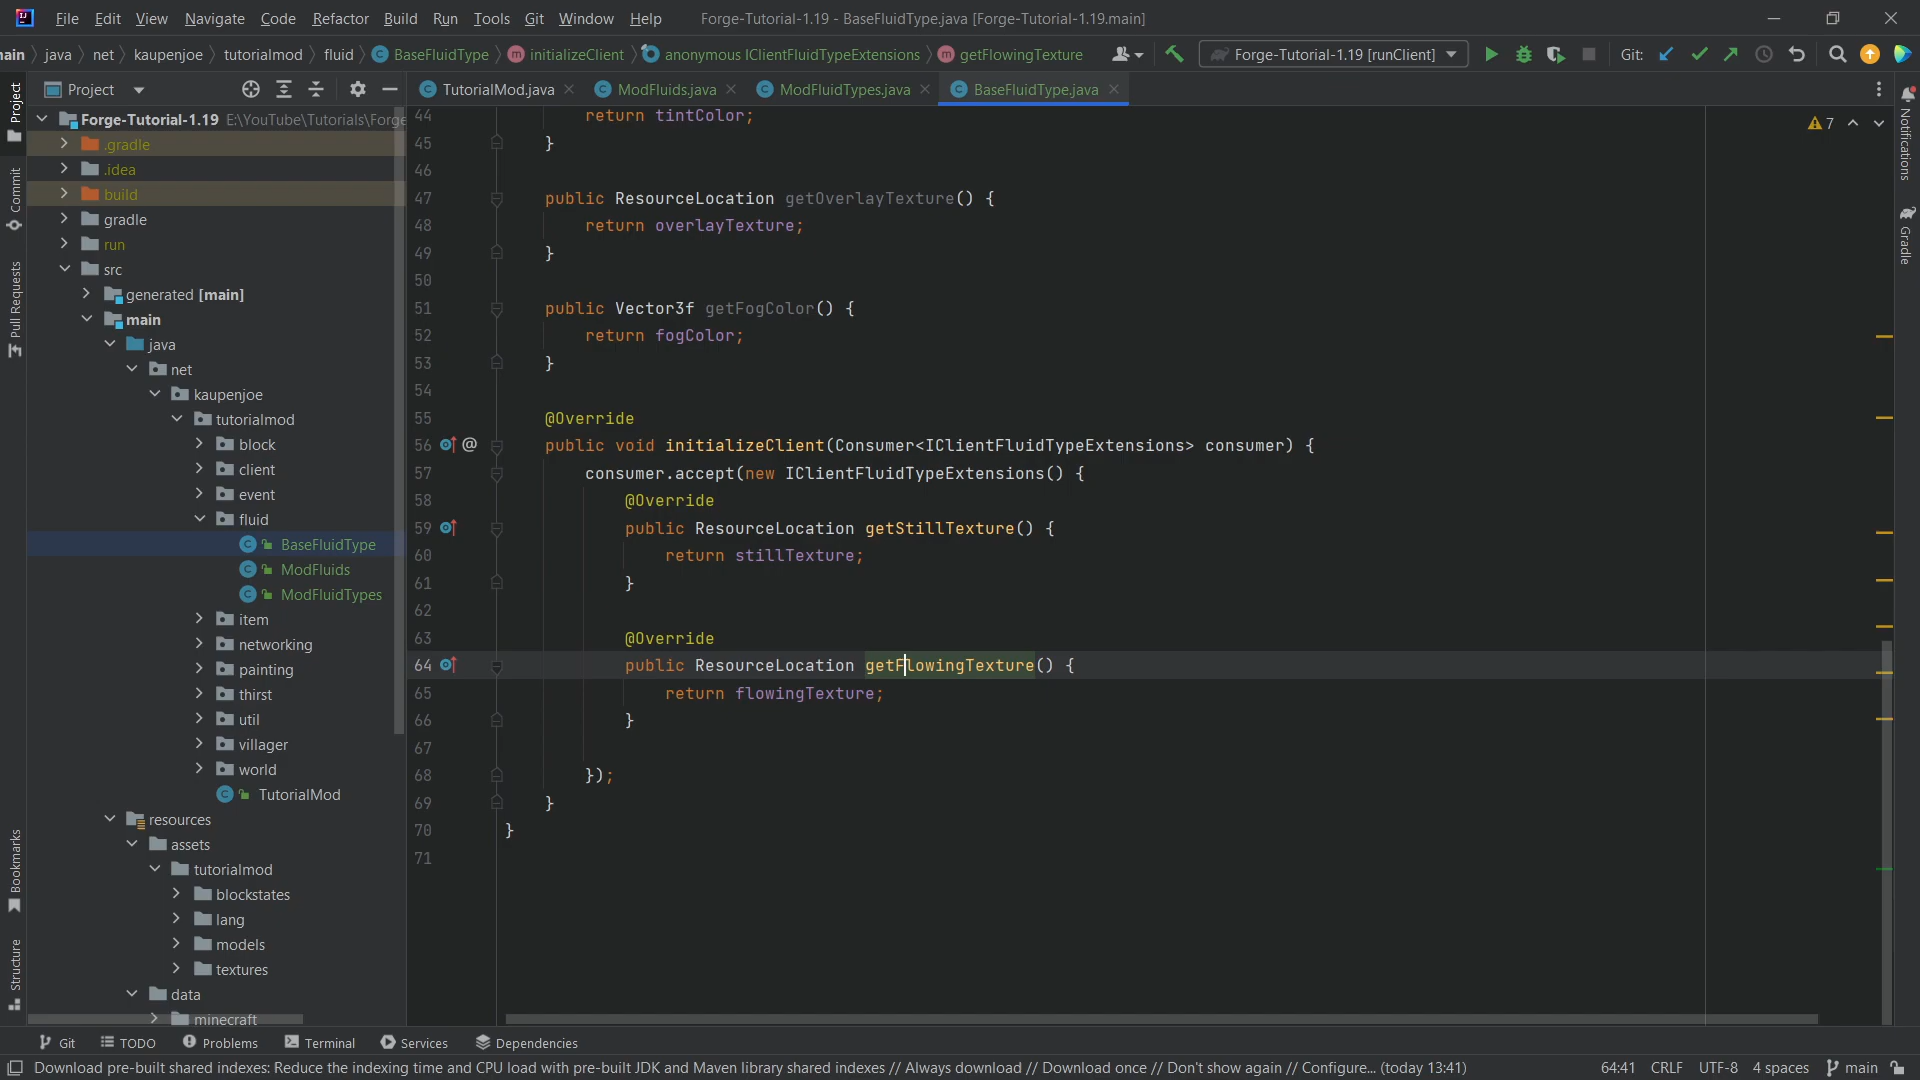 File Edit View Navigate Code Refactor Build Run Tools Git Window Help Forge-Tutorial-1.19 - BaseFluidType.java [Forge-Tutorial-1.19.main]
ain java net kaupenjoe tutorialmod fluid BaseFluidType initializeClient anonymous IClientFluidTypeExtensions getFlowingTexture Forge-Tutorial-1.19 [runClient] Git:
Project TutorialMod.java ModFluids.java ModFluidTypes.java BaseFluidType.java
Project
Commit
Pull Requests
Bookmarks
Structure
Forge-Tutorial-1.19 E:\YouTube\Tutorials\Forge
.gradle
.idea
build
gradle
run
src
generated [main]
main
java
net
kaupenjoe
tutorialmod
block
client
event
fluid
BaseFluidType
ModFluids
ModFluidTypes
item
networking
painting
thirst
util
villager
world
TutorialMod
resources
assets
tutorialmod
blockstates
lang
models
textures
data
minecraft
44 return tintColor;
45 }
46
47 public ResourceLocation getOverlayTexture() {
48 return overlayTexture;
49 }
50
51 public Vector3f getFogColor() {
52 return fogColor;
53 }
54
55 @Override
56 @ public void initializeClient(Consumer<IClientFluidTypeExtensions> consumer) {
57 consumer.accept(new IClientFluidTypeExtensions() {
58 @Override
59 public ResourceLocation getStillTexture() {
60 return stillTexture;
61 }
62
63 @Override
64 public ResourceLocation getFlowingTexture() {
65 return flowingTexture;
66 }
67
68 });
69 }
70 }
71
7
Notifications
Gradle
Git TODO Problems Terminal Services Dependencies
Download pre-built shared indexes: Reduce the indexing time and CPU load with pre-built JDK and Maven library shared indexes // Always download // Download once // Don't show again // Configure... (today 13:41) 64:41 CRLF UTF-8 4 spaces main